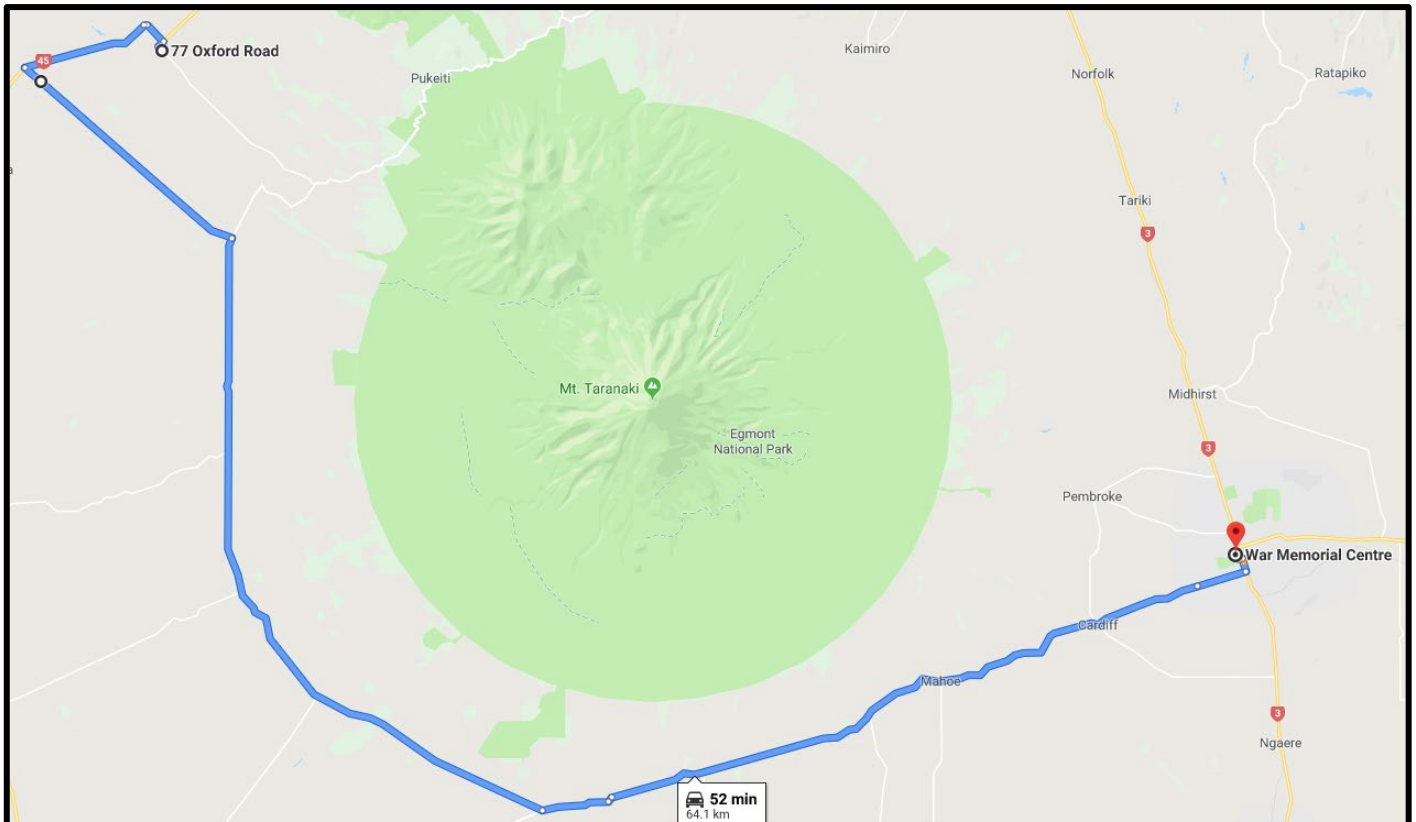 77 Oxford Road
45
Kaimiro
Pukeiti
Norfolk
Ratapiko
a
Tariki
3
Mt. Taranaki
Midhirst
Egmont
National Park
3
Pembroke
War Memorial Centre
Cardiff
Mahoe
3
Ngaere
52 min
64.1 km